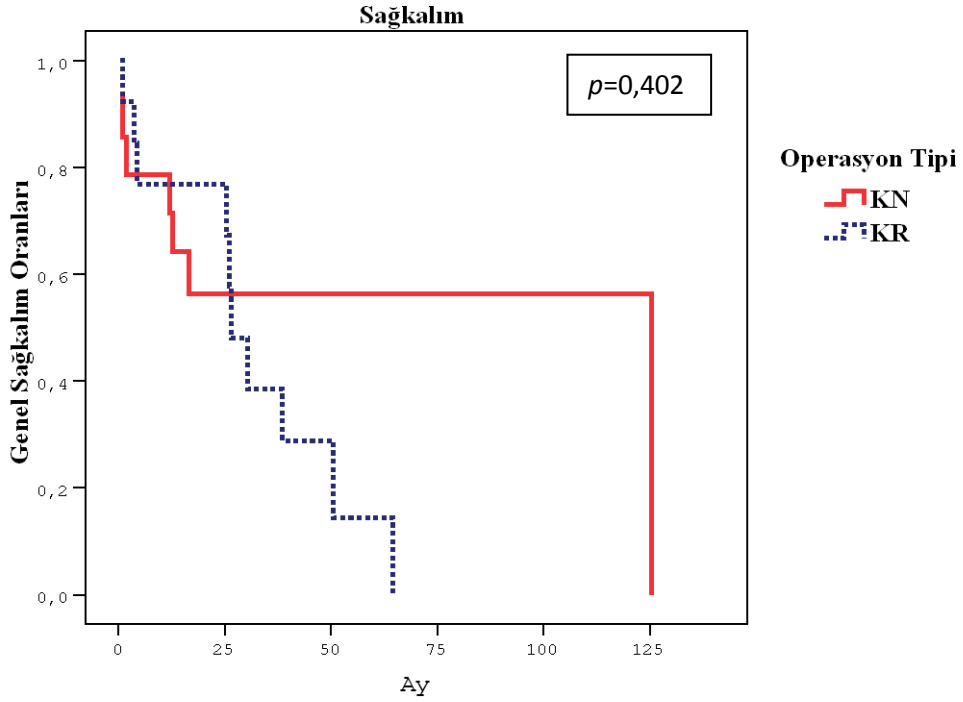 Sağkalım
p=0,402
Genel Sağkalım Oranları
1,0
0,8
0,6
0,4
0,2
0,0
0 25 50 75 100 125
Ay
Operasyon Tipi
KN
KR